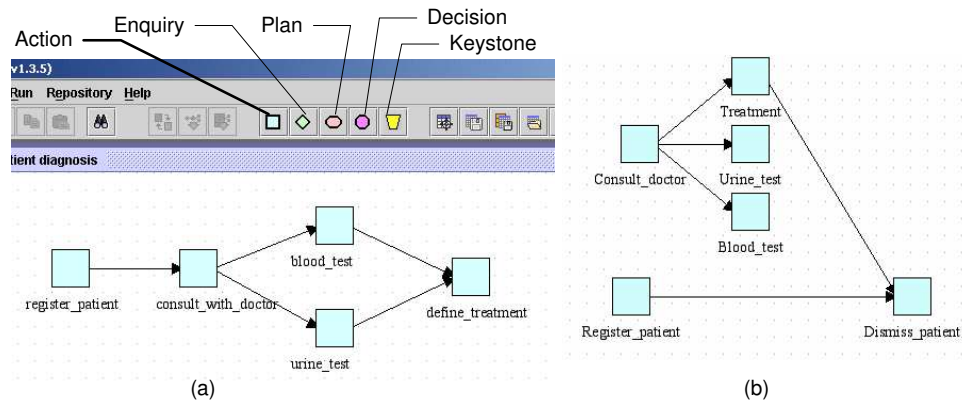 Action
Enquiry
Plan
Decision
Keystone
v1.3.5)
Run Repository Help
tient diagnosis
register_patient
consult_with_doctor
blood_test
urine_test
define_treatment
(a)
Treatment
Consult_doctor
Urine_test
Blood_test
Register_patient
Dismiss_patient
(b)